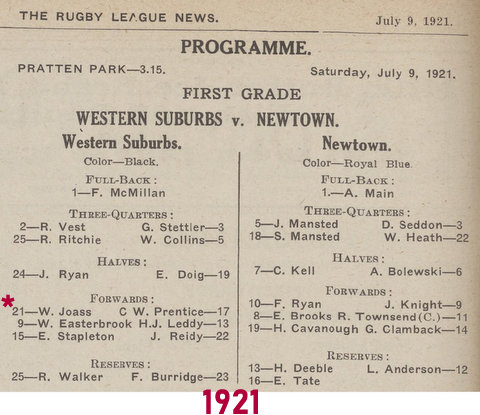 THE RUGBY LEAGUE NEWS. July 9, 1921.
PROGRAMME.
PRATTEN PARK—3.15. Saturday, July 9, 1921.
FIRST GRADE
WESTERN SUBURBS v. NEWTOWN.
Western Suburbs.
Color—Black.
FULL-BACK:
1—F. McMillan
THREE-QUARTERS:
2—R. Vest G. Stettler—3
25—R. Ritchie W. Collins—5
HALVES:
24—J. Ryan E. Doig—19
FORWARDS:
* 21—W. Joass C W. Prentice—17
9—W. Easterbrook H.J. Leddy—13
15—E. Stapleton J. Reidy—22
RESERVES:
25—R. Walker F. Burridge—23
Newtown.
Color—Royal Blue.
FULL-BACK:
1.—A. Main
THREE-QUARTERS:
5—J. Mansted D. Seddon—3
18—S. Mansted W. Heath—22
HALVES:
7—C. Kell A. Bolewski—6
FORWARDS:
10—F. Ryan J. Knight—9
8—E. Brooks R. Townsend(C.)—11
19—H. Cavanough G. Clamback—14
RESERVES:
13—H. Deeble L. Anderson—12
16—E. Tate
1921